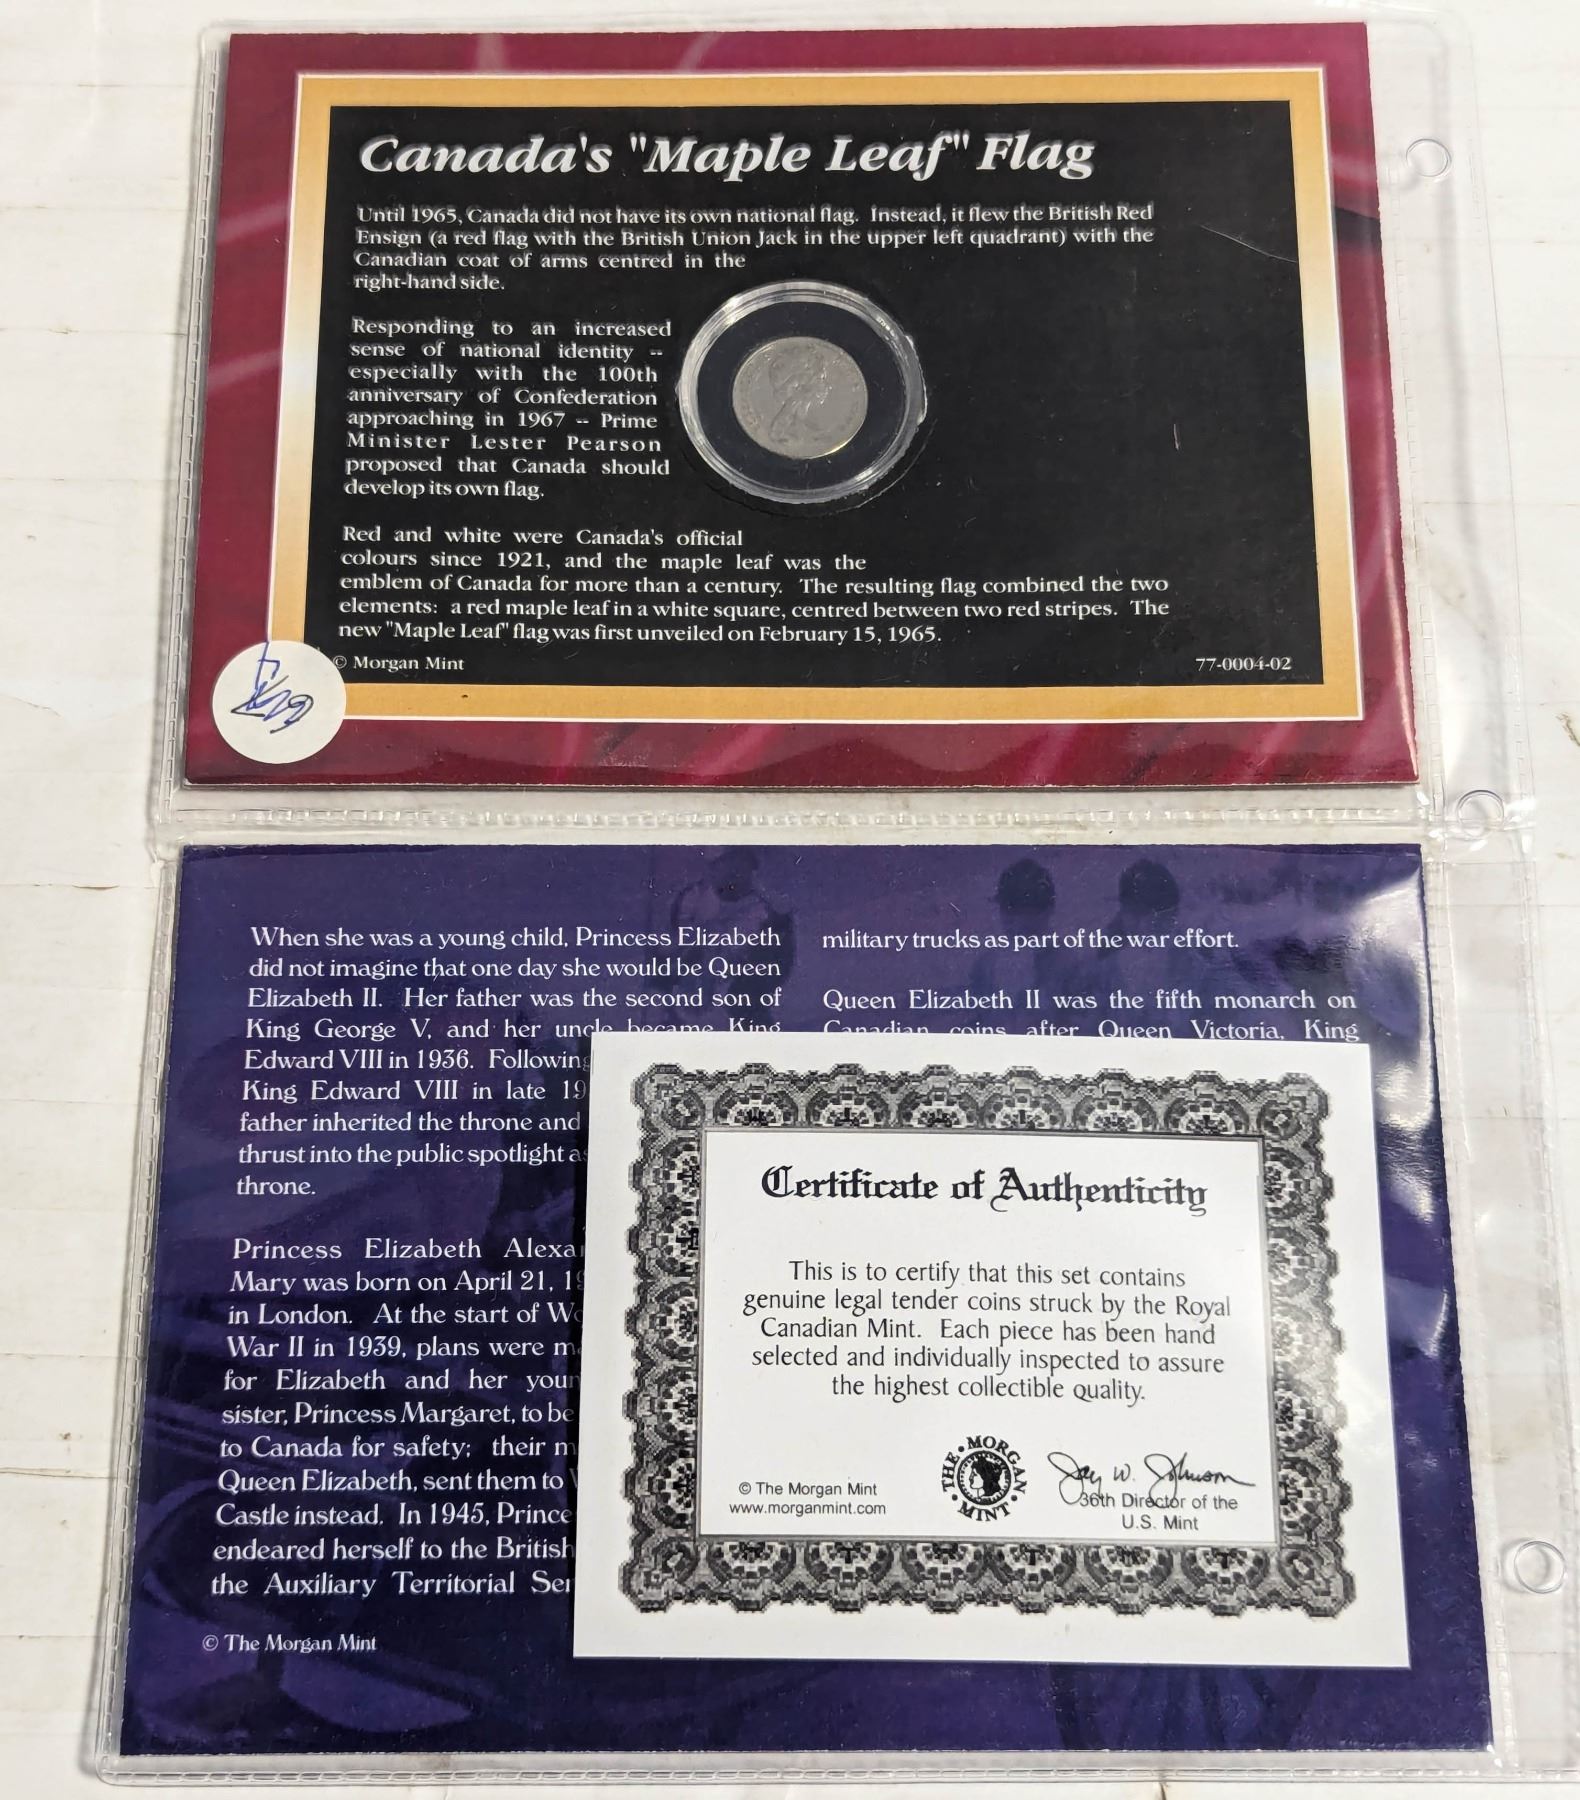 Canada's "Maple Leaf" Flag
Until 1965, Canada did not have its own national flag. Instead, it flew the British Red
Ensign (a red flag with the British Union Jack in the upper left quadrant) with the
Canadian coat of arms centred in the
right-hand side.
Responding to an increased
sense of national identity --
especially with the 100th
anniversary of Confederation
approaching in 1967 -- Prime
Minister Lester Pearson
proposed that Canada should
develop its own flag.
Red and white were Canada's official
colours since 1921, and the maple leaf was the
emblem of Canada for more than a century. The resulting flag combined the two
elements: a red maple leaf in a white square, centred between two red stripes. The
new "Maple Leaf" flag was first unveiled on February 15, 1965.
© Morgan Mint
77-0004-02
When she was a young child, Princess Elizabeth
did not imagine that one day she would be Queen
Elizabeth II. Her father was the second son of
King George V, and her uncle became King
Edward VIII in 1936. Following
King Edward VIII in late 19
father inherited the throne and
thrust into the public spotlight as
throne.
Princess Elizabeth Alexa
Mary was born on April 21, 19
in London. At the start of Wo
War II in 1939, plans were m
for Elizabeth and her youn
sister, Princess Margaret, to be
to Canada for safety; their m
Queen Elizabeth, sent them to
Castle instead. In 1945, Prince
endeared herself to the British
the Auxiliary Territorial Ser
© The Morgan Mint
military trucks as part of the war effort.
Queen Elizabeth II was the fifth monarch on
Canadian coins after Queen Victoria, King
Certificate of Authenticity
This is to certify that this set contains
genuine legal tender coins struck by the Royal
Canadian Mint. Each piece has been hand
selected and individually inspected to assure
the highest collectible quality.
© The Morgan Mint
www.morganmint.com
THE MORGAN MINT
Jay W. Johnson
36th Director of the
U.S. Mint